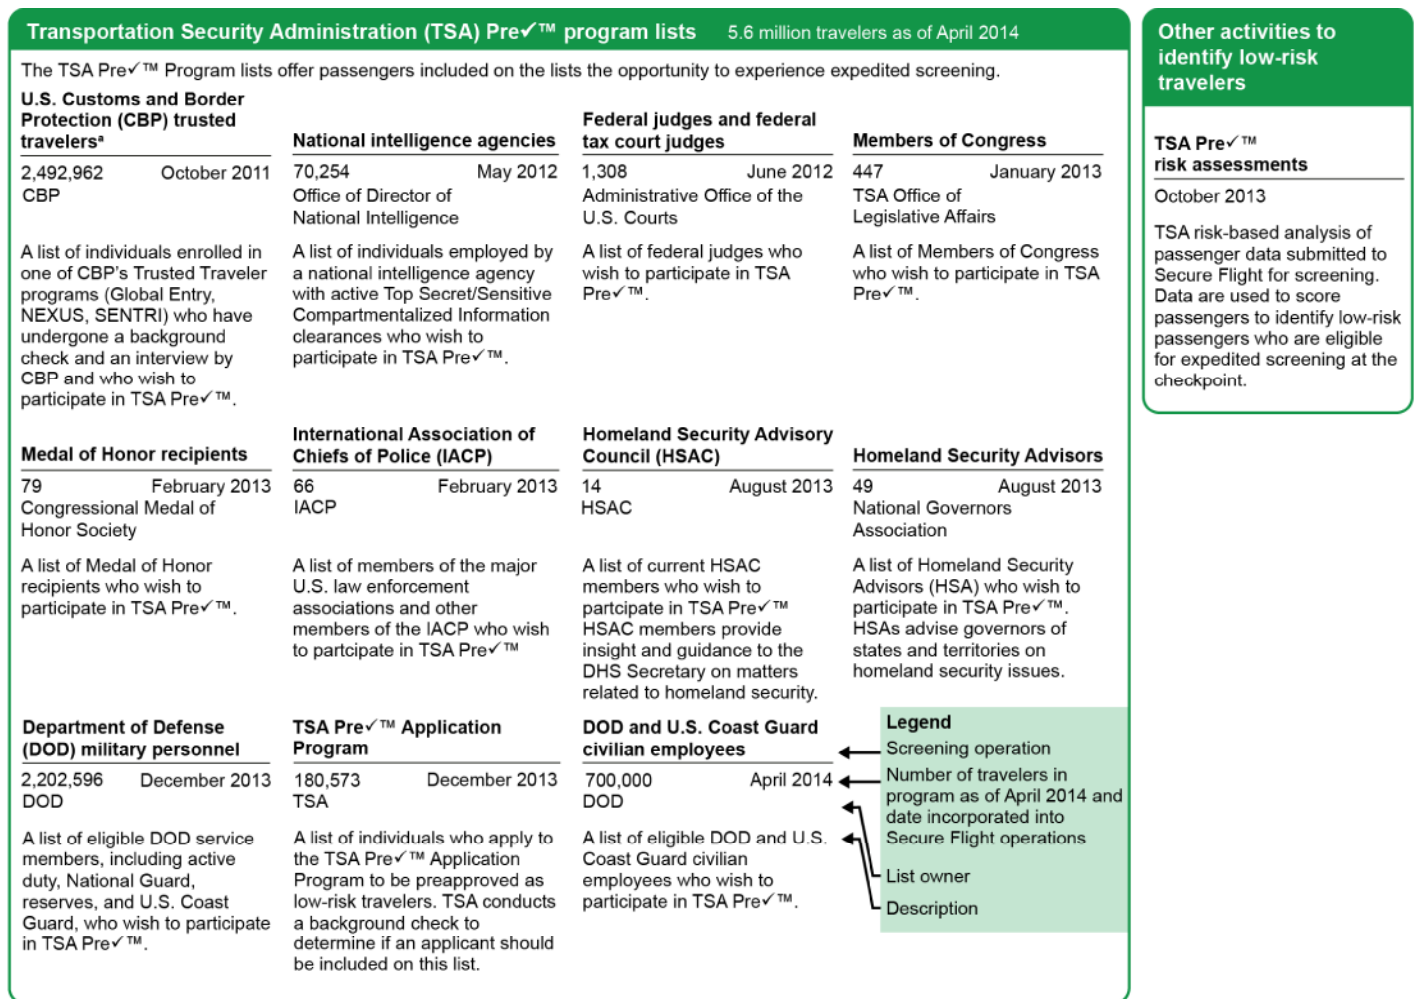 Transportation Security Administration (TSA) Pre✓™ program lists 5.6 million travelers as of April 2014
The TSA Pre✓™ Program lists offer passengers included on the lists the opportunity to experience expedited screening.
U.S. Customs and Border
Protection (CBP) trusted
travelersᵃ
2,492,962 October 2011
CBP
A list of individuals enrolled in
one of CBP's Trusted Traveler
programs (Global Entry,
NEXUS, SENTRI) who have
undergone a background
check and an interview by
CBP and who wish to
participate in TSA Pre✓™.
National intelligence agencies
70,254 May 2012
Office of Director of
National Intelligence
A list of individuals employed by
a national intelligence agency
with active Top Secret/Sensitive
Compartmentalized Information
clearances who wish to
participate in TSA Pre✓™.
Federal judges and federal
tax court judges
1,308 June 2012
Administrative Office of the
U.S. Courts
A list of federal judges who
wish to participate in TSA
Pre✓™.
Members of Congress
447 January 2013
TSA Office of
Legislative Affairs
A list of Members of Congress
who wish to participate in TSA
Pre✓™.
Medal of Honor recipients
79 February 2013
Congressional Medal of
Honor Society
A list of Medal of Honor
recipients who wish to
participate in TSA Pre✓™.
International Association of
Chiefs of Police (IACP)
66 February 2013
IACP
A list of members of the major
U.S. law enforcement
associations and other
members of the IACP who wish
to partcipate in TSA Pre✓™
Homeland Security Advisory
Council (HSAC)
14 August 2013
HSAC
A list of current HSAC
members who wish to
partcipate in TSA Pre✓™
HSAC members provide
insight and guidance to the
DHS Secretary on matters
related to homeland security.
Homeland Security Advisors
49 August 2013
National Governors
Association
A list of Homeland Security
Advisors (HSA) who wish to
participate in TSA Pre✓™.
HSAs advise governors of
states and territories on
homeland security issues.
Department of Defense
(DOD) military personnel
2,202,596 December 2013
DOD
A list of eligible DOD service
members, including active
duty, National Guard,
reserves, and U.S. Coast
Guard, who wish to participate
in TSA Pre✓™.
TSA Pre✓™ Application
Program
180,573 December 2013
TSA
A list of individuals who apply to
the TSA Pre✓™ Application
Program to be preapproved as
low-risk travelers. TSA conducts
a background check to
determine if an applicant should
be included on this list.
DOD and U.S. Coast Guard
civilian employees
700,000 April 2014
DOD
A list of eligible DOD and U.S.
Coast Guard civilian
employees who wish to
participate in TSA Pre✓™.
Legend
Screening operation
Number of travelers in
program as of April 2014 and
date incorporated into
Secure Flight operations
List owner
Description
Other activities to
identify low-risk
travelers
TSA Pre✓™
risk assessments
October 2013
TSA risk-based analysis of
passenger data submitted to
Secure Flight for screening.
Data are used to score
passengers to identify low-risk
passengers who are eligible
for expedited screening at the
checkpoint.